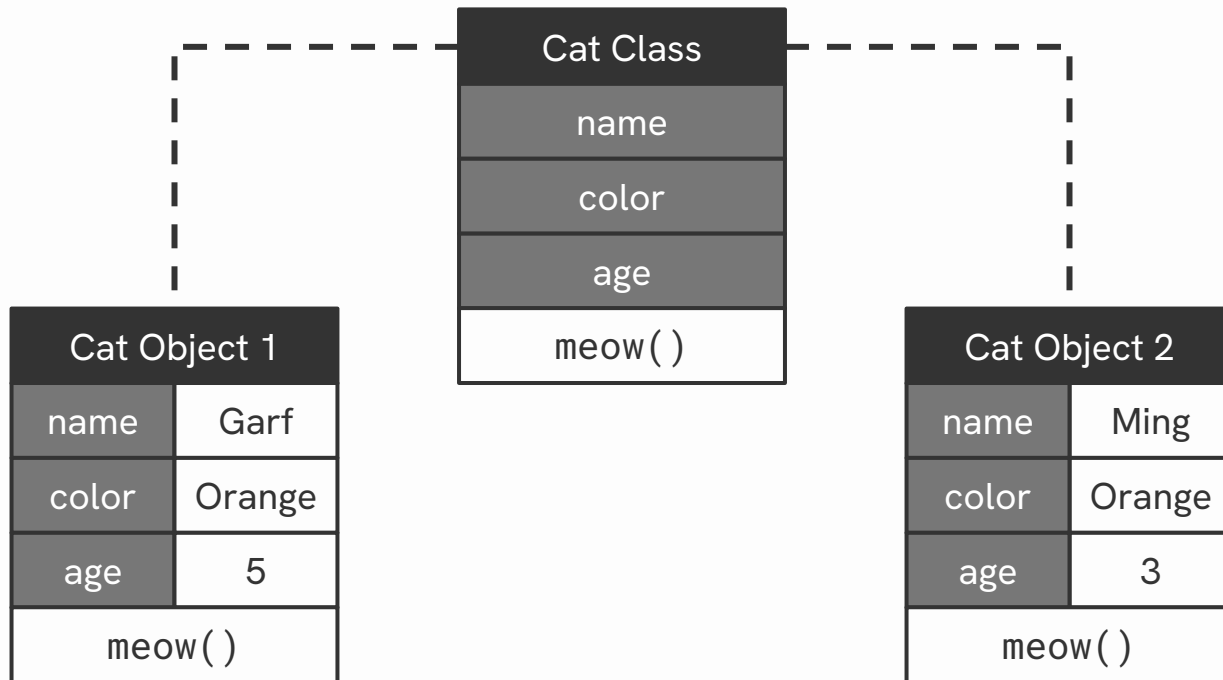 Cat Class
name
color
age
meow()
Cat Object 1
name Garf
color Orange
age 5
meow()
Cat Object 2
name Ming
color Orange
age 3
meow()